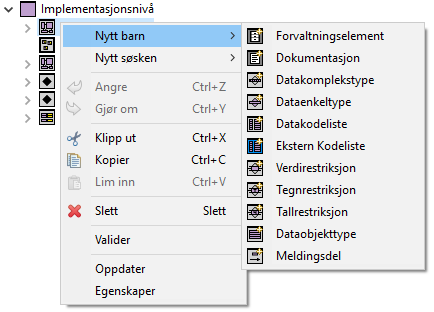 Implementasjonsnivå
Nytt barn
Nytt søsken
Angre Ctrl+Z
Gjør om Ctrl+Y
Klipp ut Ctrl+X
Kopier Ctrl+C
Lim inn Ctrl+V
Slett Slett
Valider
Oppdater
Egenskaper
Forvaltningselement
Dokumentasjon
Datakomplekstype
Dataenkeltype
Datakodeliste
Ekstern Kodeliste
Verdirestriksjon
Tegnrestriksjon
Tallrestriksjon
Dataobjekttype
Meldingsdel